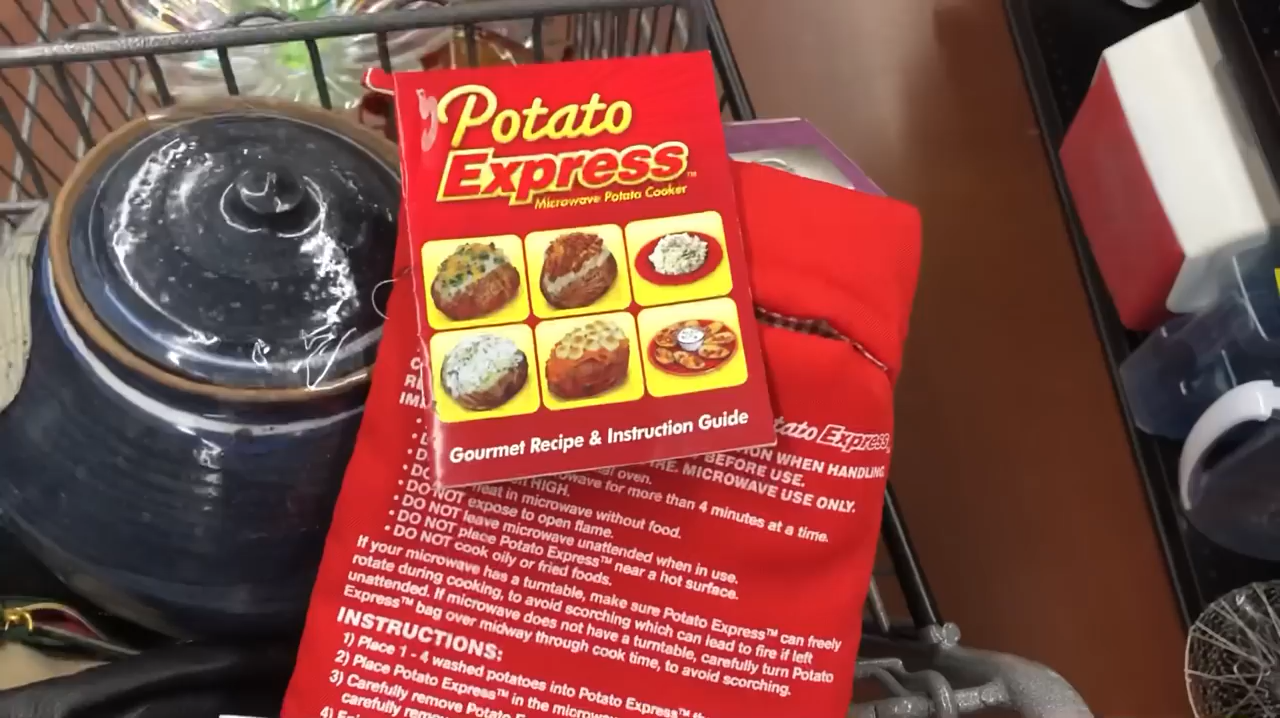 Potato
Express™
Microwave Potato Cooker
Gourmet Recipe & Instruction Guide
tato Express
ON WHEN HANDLING
BEFORE USE.
RE. MICROWAVE USE ONLY.
al oven.
wave for more than 4 minutes at a time.
HIGH.
• DO NOT heat in microwave without food.
• DO NOT expose to open flame.
• DO NOT leave microwave unattended when in use.
• DO NOT place Potato Express™ near a hot surface.
• DO NOT cook oily or fried foods.
If your microwave has a turntable, make sure Potato Express™ can freely
rotate during cooking, to avoid scorching which can lead to fire if left
unattended. If microwave does not have a turntable, carefully turn Potato
Express™ bag over midway through cook time, to avoid scorching.
INSTRUCTIONS:
1) Place 1 - 4 washed potatoes into Potato Express™
2) Place Potato Express™ in the microwave
3) Carefully remove Potato
carefully
4)